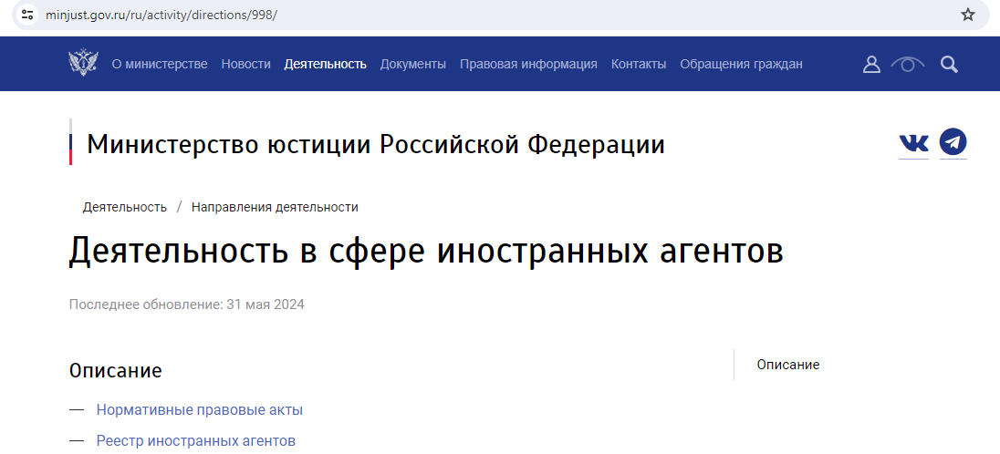 minjust.gov.ru/ru/activity/directions/998/
О министерстве Новости Деятельность Документы Правовая информация Контакты Обращения граждан
Министерство юстиции Российской Федерации
Деятельность / Направления деятельности
Деятельность в сфере иностранных агентов
Последнее обновление: 31 мая 2024
Описание
Описание
— Нормативные правовые акты
— Реестр иностранных агентов